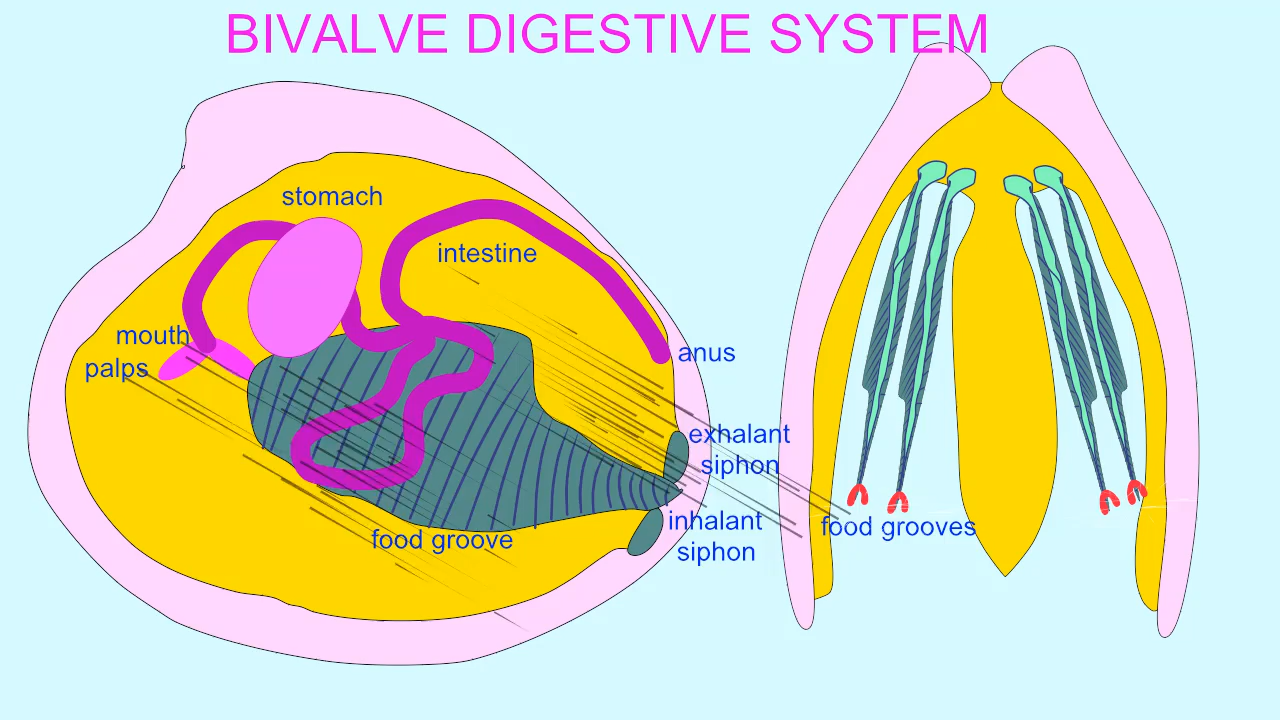 BIVALVE DIGESTIVE SYSTEM
stomach
intestine
mouth
palps
anus
exhalant
siphon
inhalant
siphon
food groove
food grooves